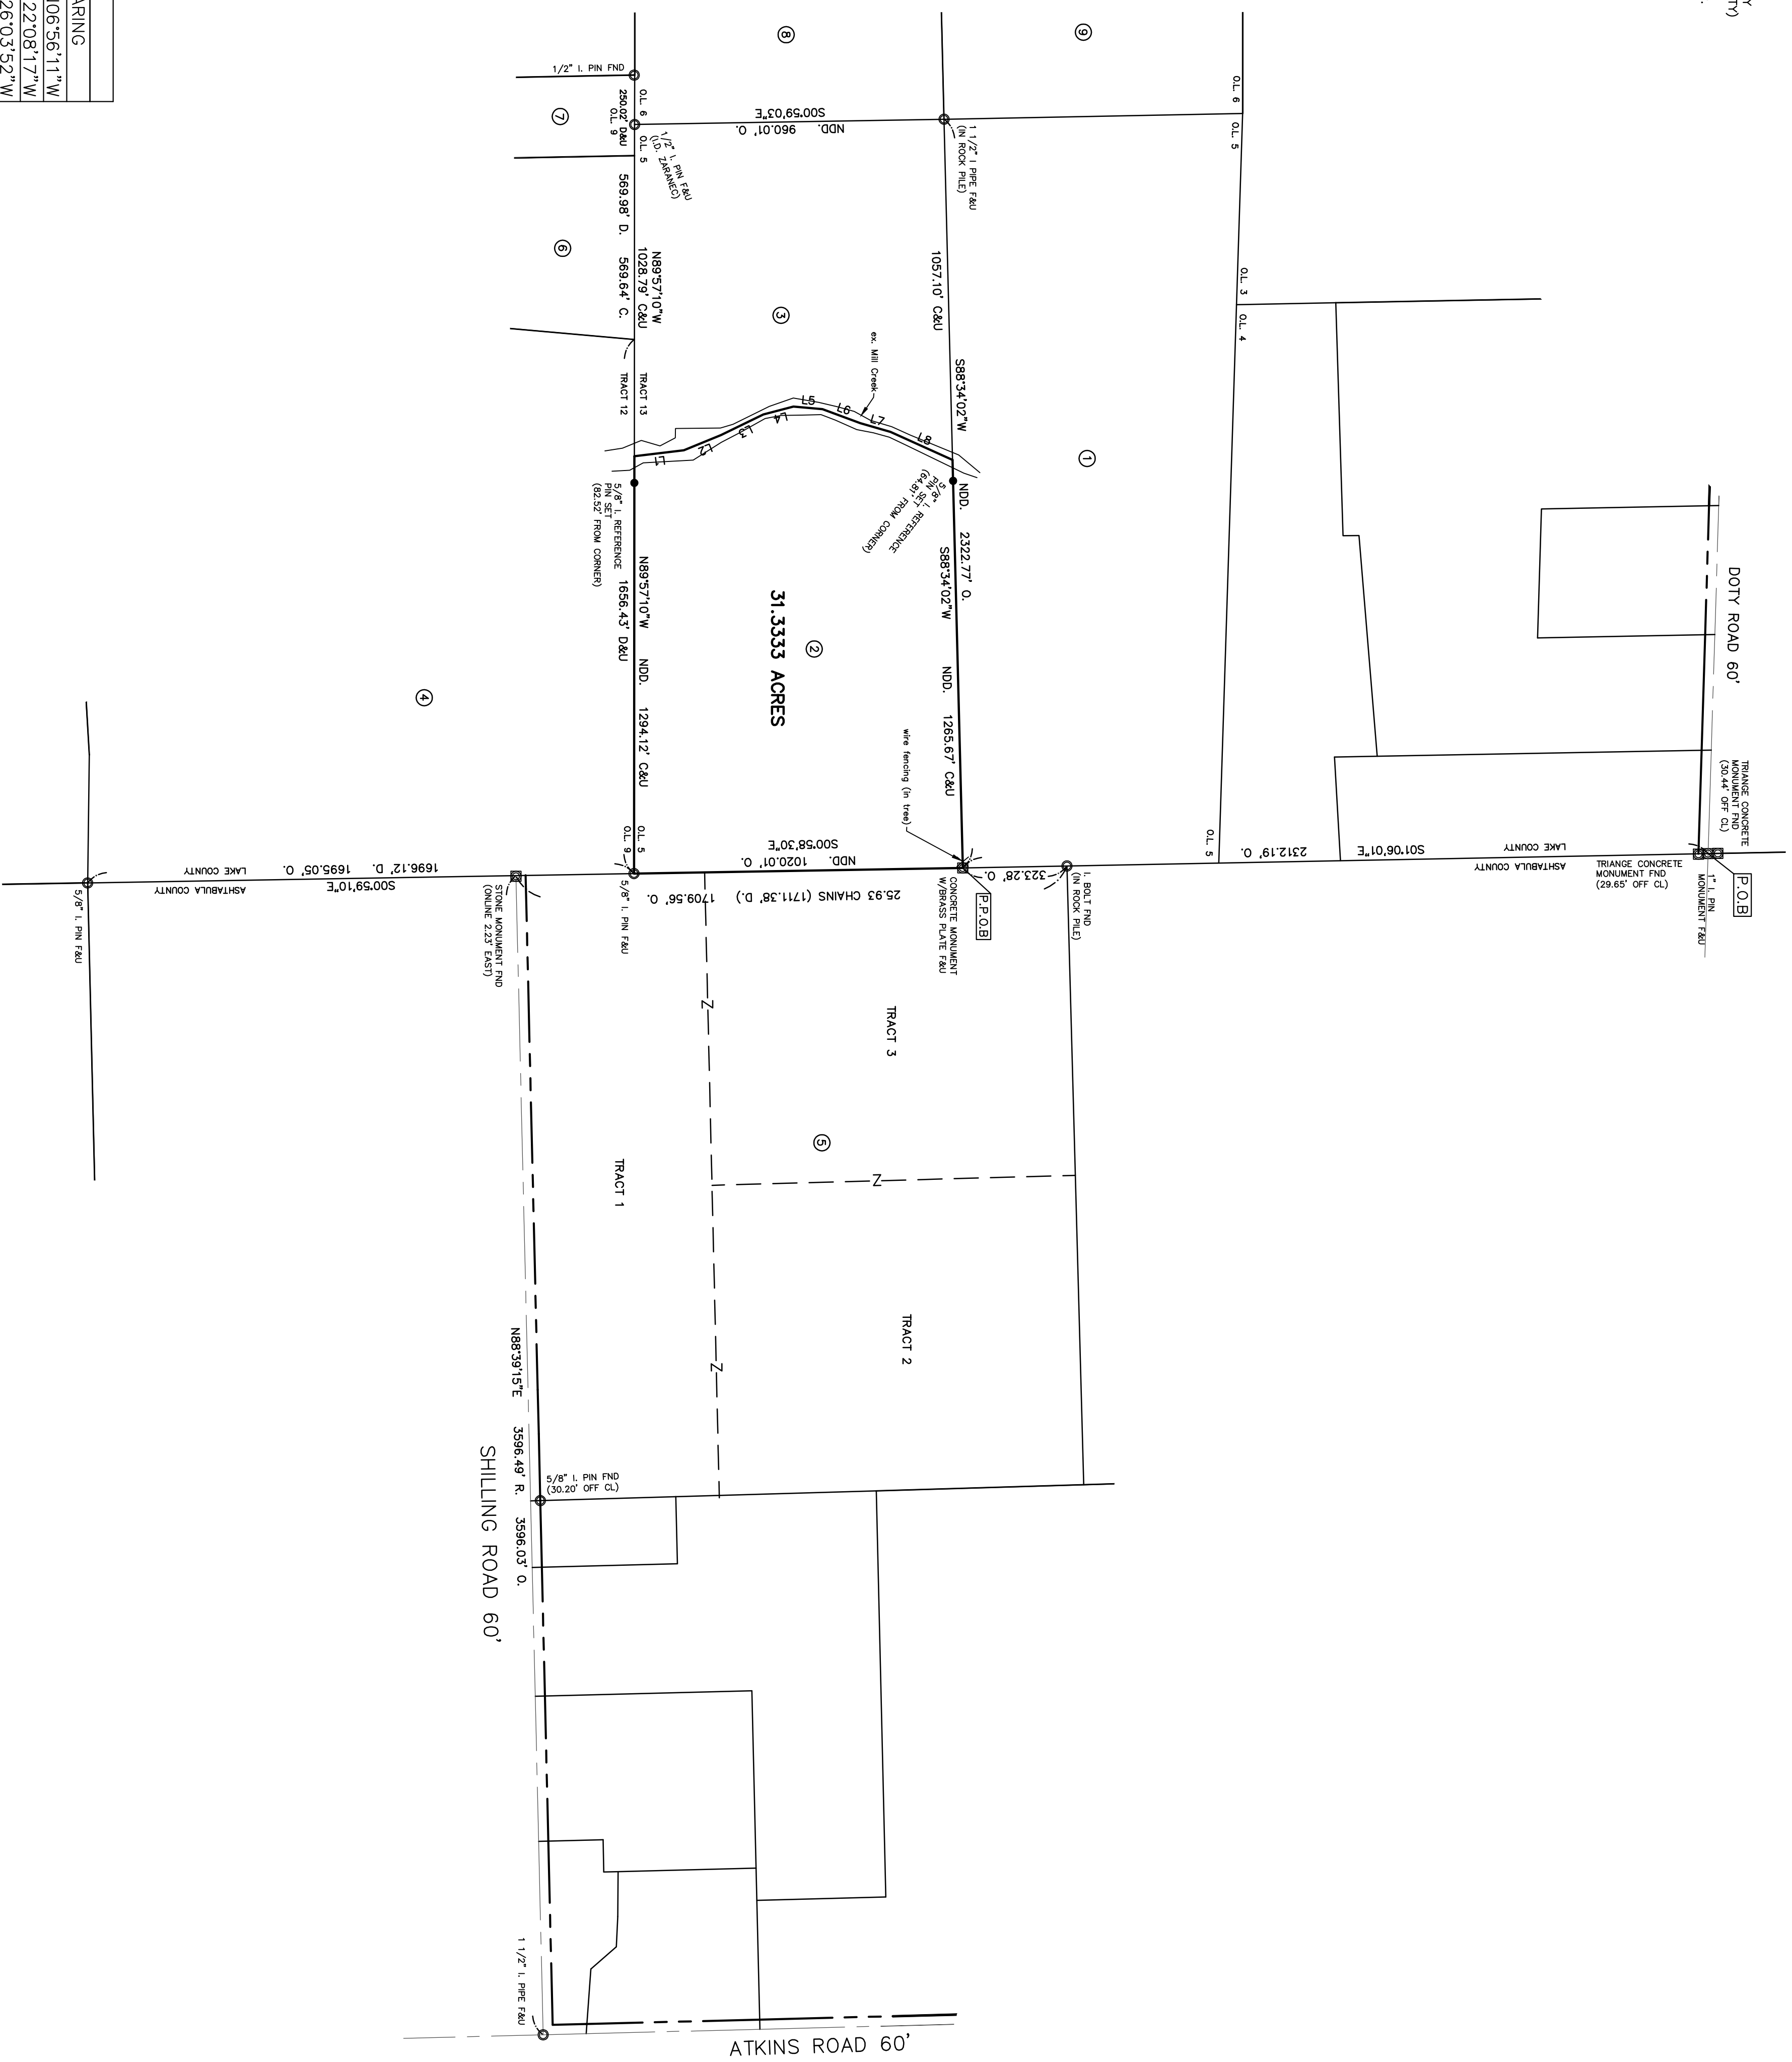 Y
TY)
ARING
106°56'11"W
22°08'17"W
26°03'52"W
8
9
7
6
3
1
2
4
5
1/2" I. PIN FND
250.02' D&U
O.L. 9
O.L. 6
O.L. 5
1/2" I. PIN F&U
(I.D. ZARANEC)
S00°59'03"E
NDD. 960.01' O.
1 1/2" I PIPE F&U
(IN ROCK PILE)
O.L. 6
O.L. 5
O.L. 3
O.L. 4
569.98' D. 569.64' C.
N89°57'10"W
1028.79' C&U
1057.10' C&U
S88°34'02"W
ex. Mill Creek
TRACT 13
TRACT 12
L1
L2
L3
L4
L5
L6
L7
L8
5/8" I. REFERENCE
PIN SET
(64.81' FROM CORNER)
5/8" I. REFERENCE
PIN SET
(82.52' FROM CORNER)
NDD. 2322.77' O.
S88°34'02"W NDD. 1265.67' C&U
N89°57'10"W NDD. 1294.12' C&U
1656.43' D&U
31.3333 ACRES
wire fencing (in tree)
O.L. 5
O.L. 9
O.L. 5
S00°58'30"E
NDD. 1020.01' O.
25.93 CHAINS (1711.38' D.) 1709.56' O.
323.28' O.
2312.19' O.
S01°06'01"E
LAKE COUNTY
ASHTABULA COUNTY
DOTY ROAD 60'
TRIANGE CONCRETE
MONUMENT FND
(30.44' OFF CL)
TRIANGE CONCRETE
MONUMENT FND
(29.65' OFF CL)
1" I. PIN
MONUMENT F&U
P.O.B
I. BOLT FND
(IN ROCK PILE)
P.P.O.B
CONCRETE MONUMENT
W/BRASS PLATE F&U
5/8" I. PIN F&U
STONE MONUMENT FND
(ONLINE 2.23' EAST)
1696.12' D. 1695.05' O.
S00°59'10"E
LAKE COUNTY
ASHTABULA COUNTY
5/8" I. PIN F&U
TRACT 3
TRACT 1
TRACT 2
Z
Z
Z
N88°39'15"E 3596.49' R. 3596.03' O.
5/8" I. PIN FND
(30.20' OFF CL)
SHILLING ROAD 60'
1 1/2" I. PIPE F&U
ATKINS ROAD 60'